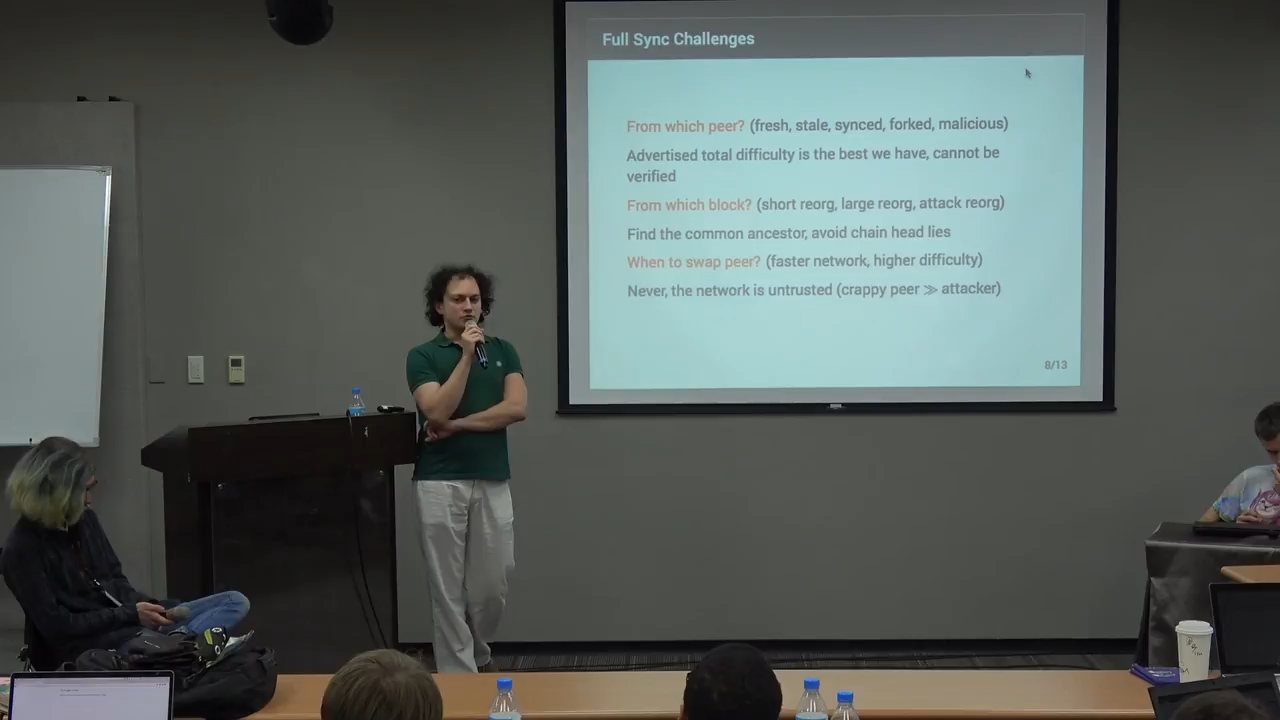 Full Sync Challenges
From which peer? (fresh, stale, synced, forked, malicious)
Advertised total difficulty is the best we have, cannot be
verified
From which block? (short reorg, large reorg, attack reorg)
Find the common ancestor, avoid chain head lies
When to swap peer? (faster network, higher difficulty)
Never, the network is untrusted (crappy peer ≫ attacker)
8/13